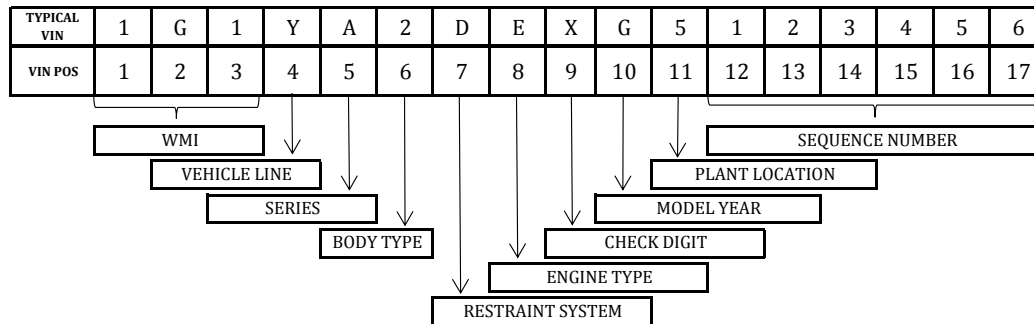 TYPICAL VIN 1 G 1 Y A 2 D E X G 5 1 2 3 4 5 6
VIN POS 1 2 3 4 5 6 7 8 9 10 11 12 13 14 15 16 17
WMI SEQUENCE NUMBER
VEHICLE LINE PLANT LOCATION
SERIES MODEL YEAR
BODY TYPE CHECK DIGIT
ENGINE TYPE
RESTRAINT SYSTEM